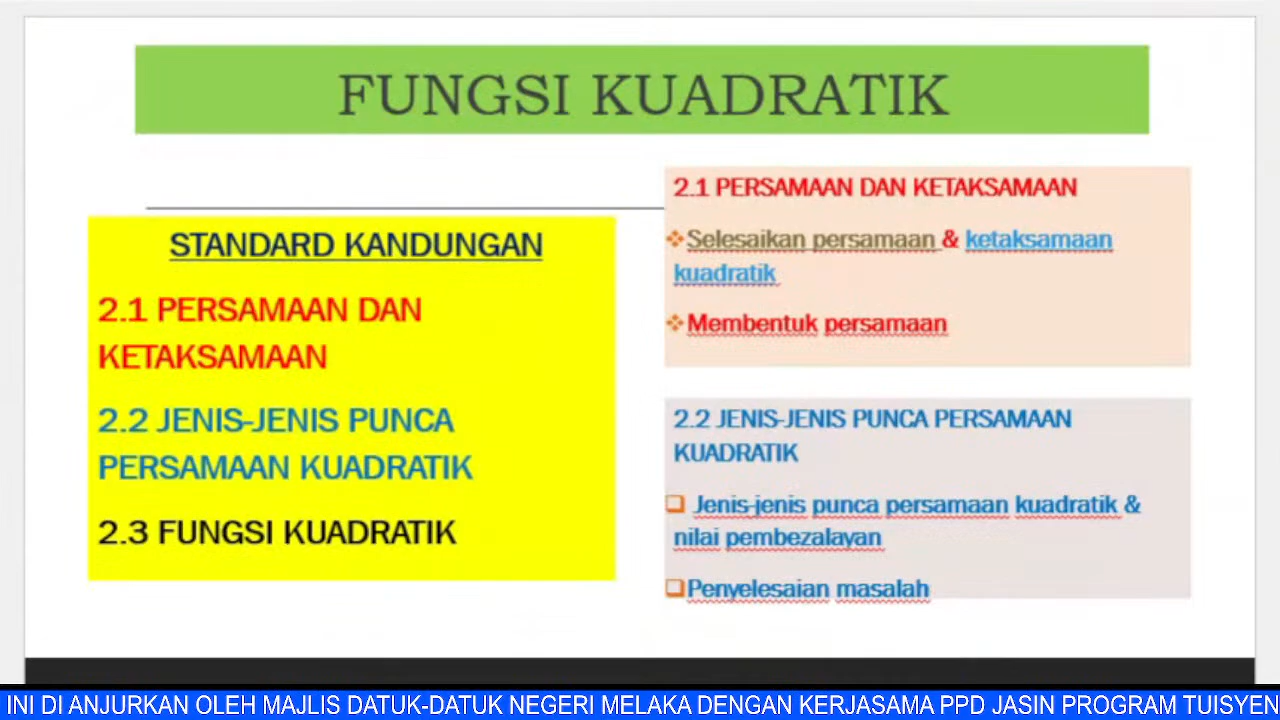 FUNGSI KUADRATIK
STANDARD KANDUNGAN
2.1 PERSAMAAN DAN
KETAKSAMAAN
2.2 JENIS-JENIS PUNCA
PERSAMAAN KUADRATIK
2.3 FUNGSI KUADRATIK
2.1 PERSAMAAN DAN KETAKSAMAAN
Selesaikan persamaan & ketaksamaan
kuadratik
Membentuk persamaan
2.2 JENIS-JENIS PUNCA PERSAMAAN
KUADRATIK
Jenis-jenis punca persamaan kuadratik &
nilai pembezalayan
Penyelesaian masalah
INI DI ANJURKAN OLEH MAJLIS DATUK-DATUK NEGERI MELAKA DENGAN KERJASAMA PPD JASIN PROGRAM TUISYEN